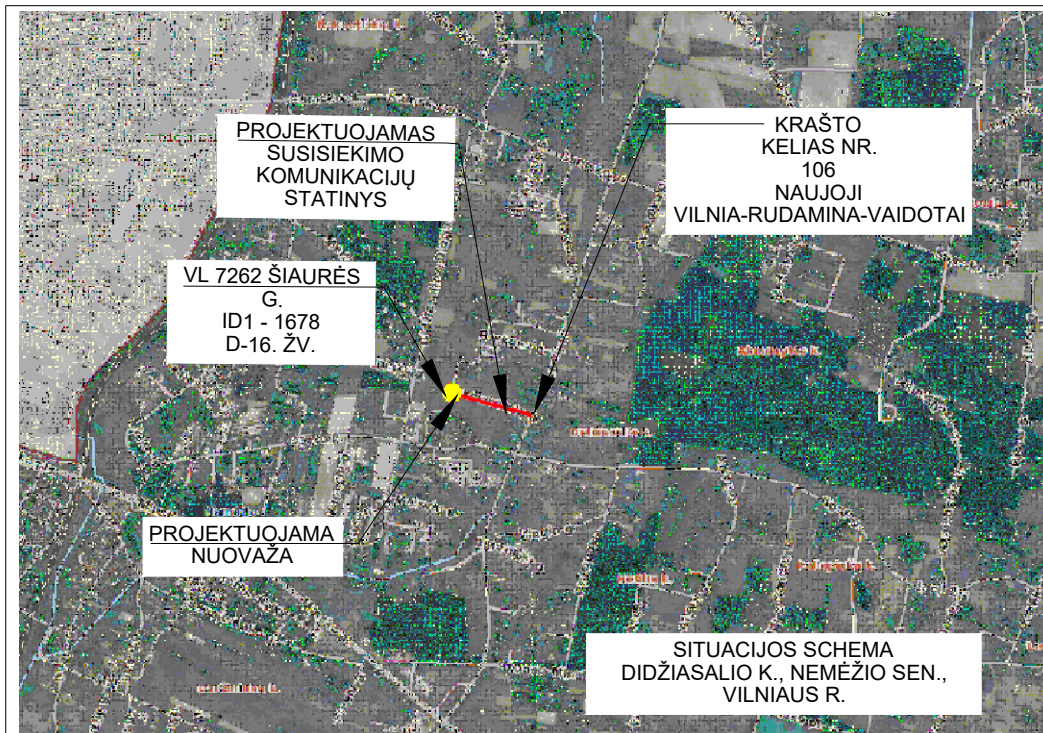 PROJEKTUOJAMAS
SUSISIEKIMO
KOMUNIKACIJŲ
STATINYS
KRAŠTO
KELIAS NR.
106
NAUJOJI
VILNIA-RUDAMINA-VAIDOTAI
VL 7262 ŠIAURĖS
G.
ID1 - 1678
D-16. ŽV.
PROJEKTUOJAMA
NUOVAŽA
SITUACIJOS SCHEMA
DIDŽIASALIO K., NEMĖŽIO SEN.,
VILNIAUS R.